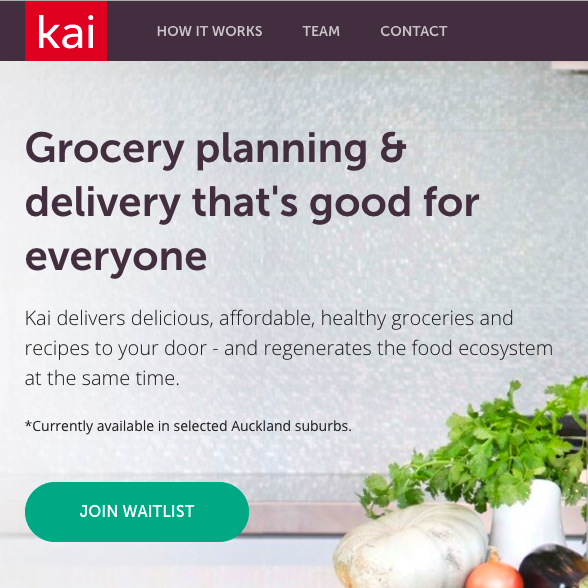 kai
HOW IT WORKS
TEAM
CONTACT
Grocery planning &
delivery that's good for
everyone
Kai delivers delicious, affordable, healthy groceries and
recipes to your door - and regenerates the food ecosystem
at the same time.
*Currently available in selected Auckland suburbs.
JOIN WAITLIST